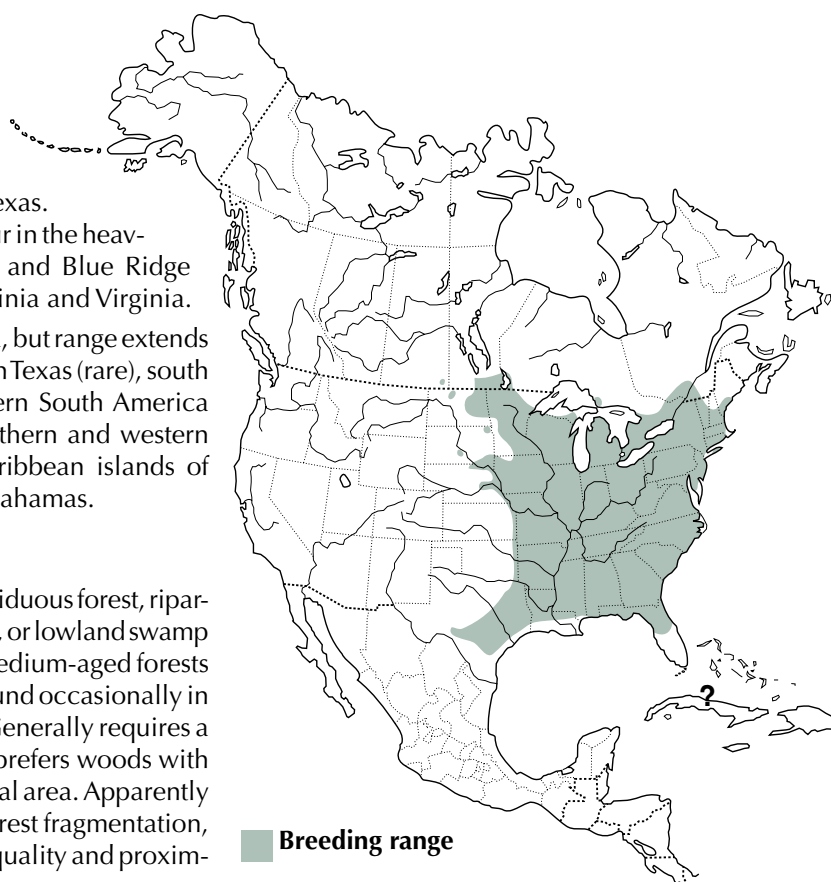 exas.
ur in the heav-
and Blue Ridge
inia and Virginia.
, but range extends
n Texas (rare), south
ern South America
thern and western
ribbean islands of
ahamas.
iduous forest, ripar-
, or lowland swamp
edium-aged forests
und occasionally in
Generally requires a
prefers woods with
al area. Apparently
rest fragmentation,
quality and proxim-
?
Breeding range